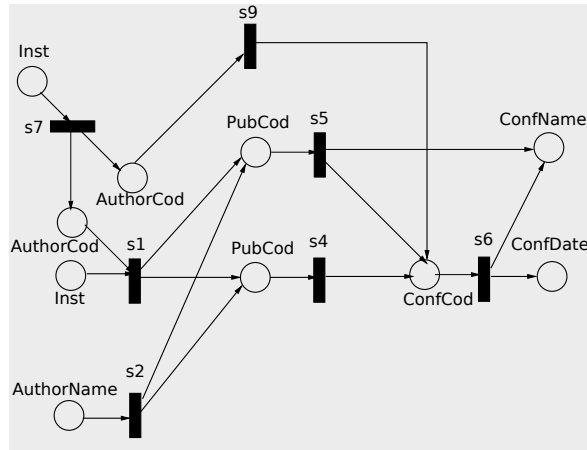 s9
Inst
s7
PubCod
s5
ConfName
AuthorCod
AuthorCod
s1
PubCod
s4
s6
ConfDate
Inst
ConfCod
s2
AuthorName